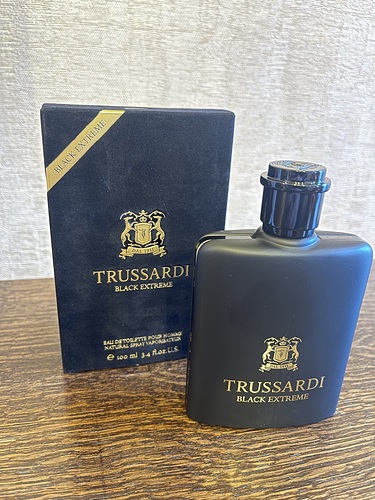 BLACK EXTREME
TRUSSARDI
BLACK EXTREME
EAU DE TOILETTE POUR HOMME
NATURAL SPRAY VAPORISATEUR
℮ 100 ml 3.4 fl.oz.U.S.
TRUSSARDI
BLACK EXTREME